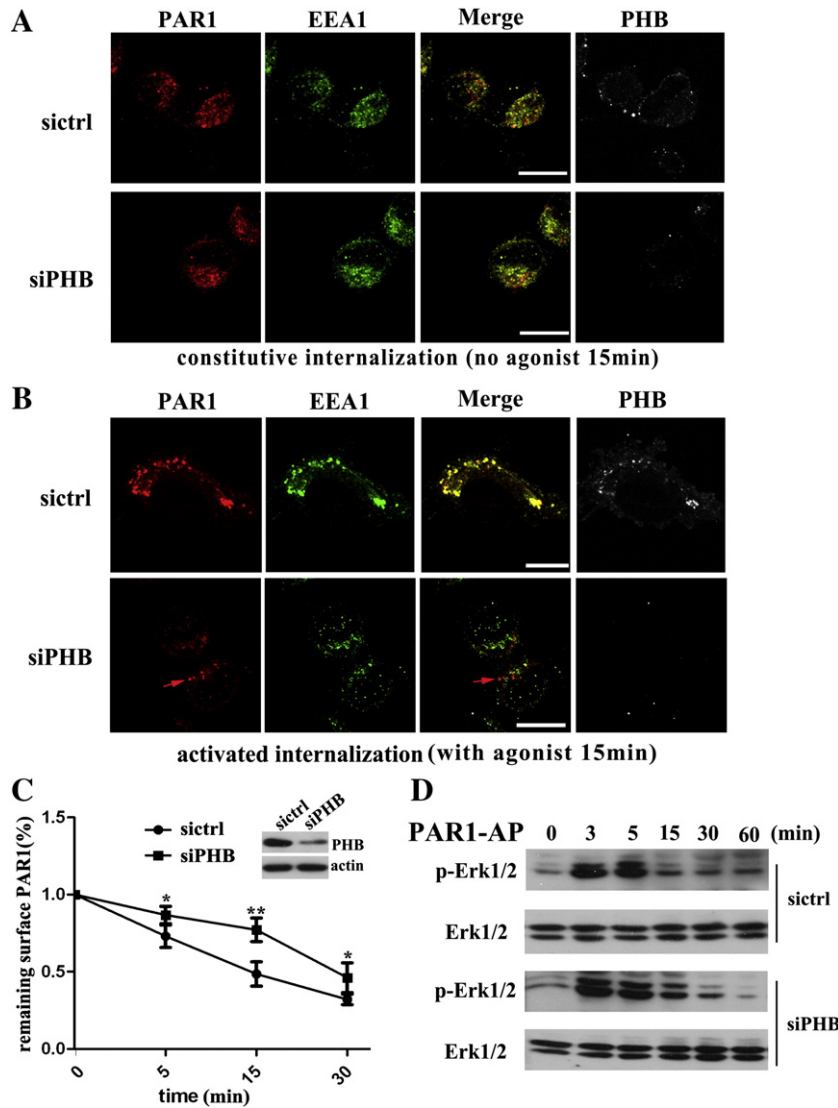 A
PAR1 EEA1 Merge PHB
sictrl
siPHB
constitutive internalization (no agonist 15min)
B
PAR1 EEA1 Merge PHB
sictrl
siPHB
activated internalization (with agonist 15min)
C
remaining surface PAR1(%)
1.5
1.0
0.5
0.0
sictrl
siPHB
sictrl siPHB
PHB
actin
* ** *
0 5 15 30
time (min)
D
PAR1-AP 0 3 5 15 30 60 (min)
p-Erk1/2
Erk1/2
sictrl
p-Erk1/2
Erk1/2
siPHB